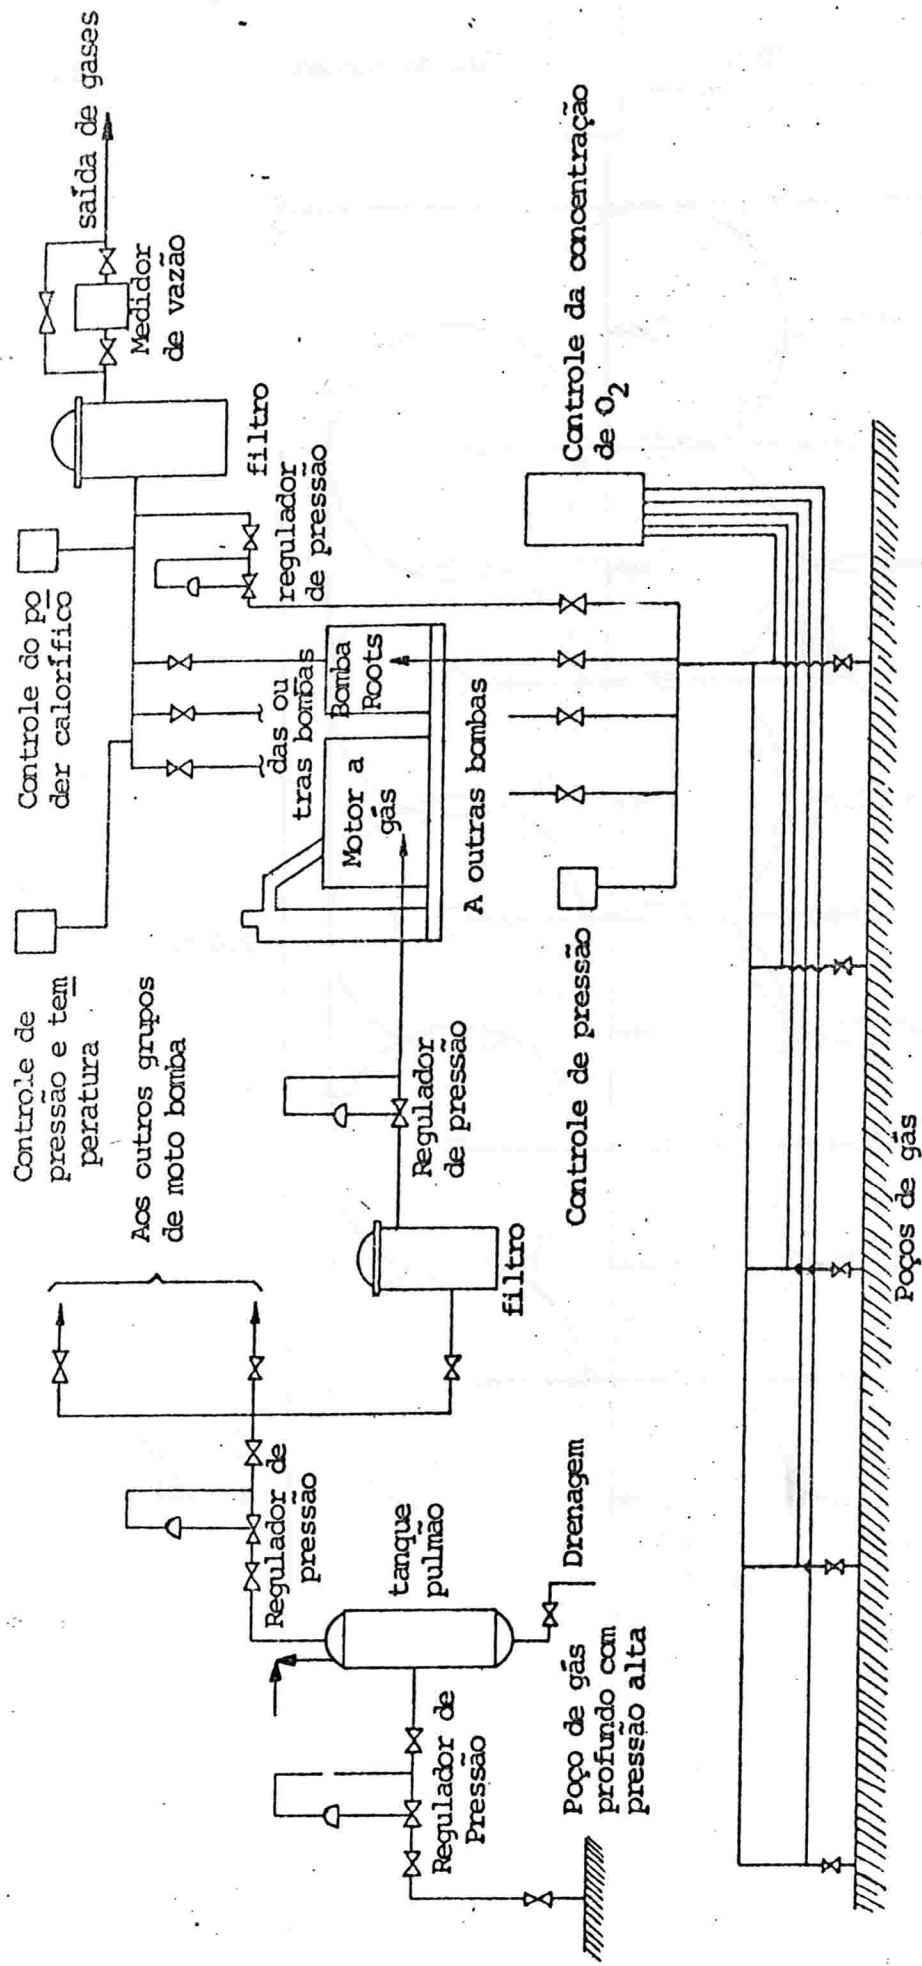 saída de gases
Medidor
de vazão
filtro
regulador
de pressão
Controle do po
der calorífico
Controle de
pressão e tem
peratura
Aos outros grupos
de moto bomba
das ou
tras bombas
Bomba
Roots
Motor a
gás
A outras bombas
Controle da concentração
de O2
Controle de pressão
Regulador
de pressão
filtro
Regulador de
pressão
tanque
pulmão
Drenagem
Regulador de
Pressão
Poço de gás
profundo com
pressão alta
Poços de gás